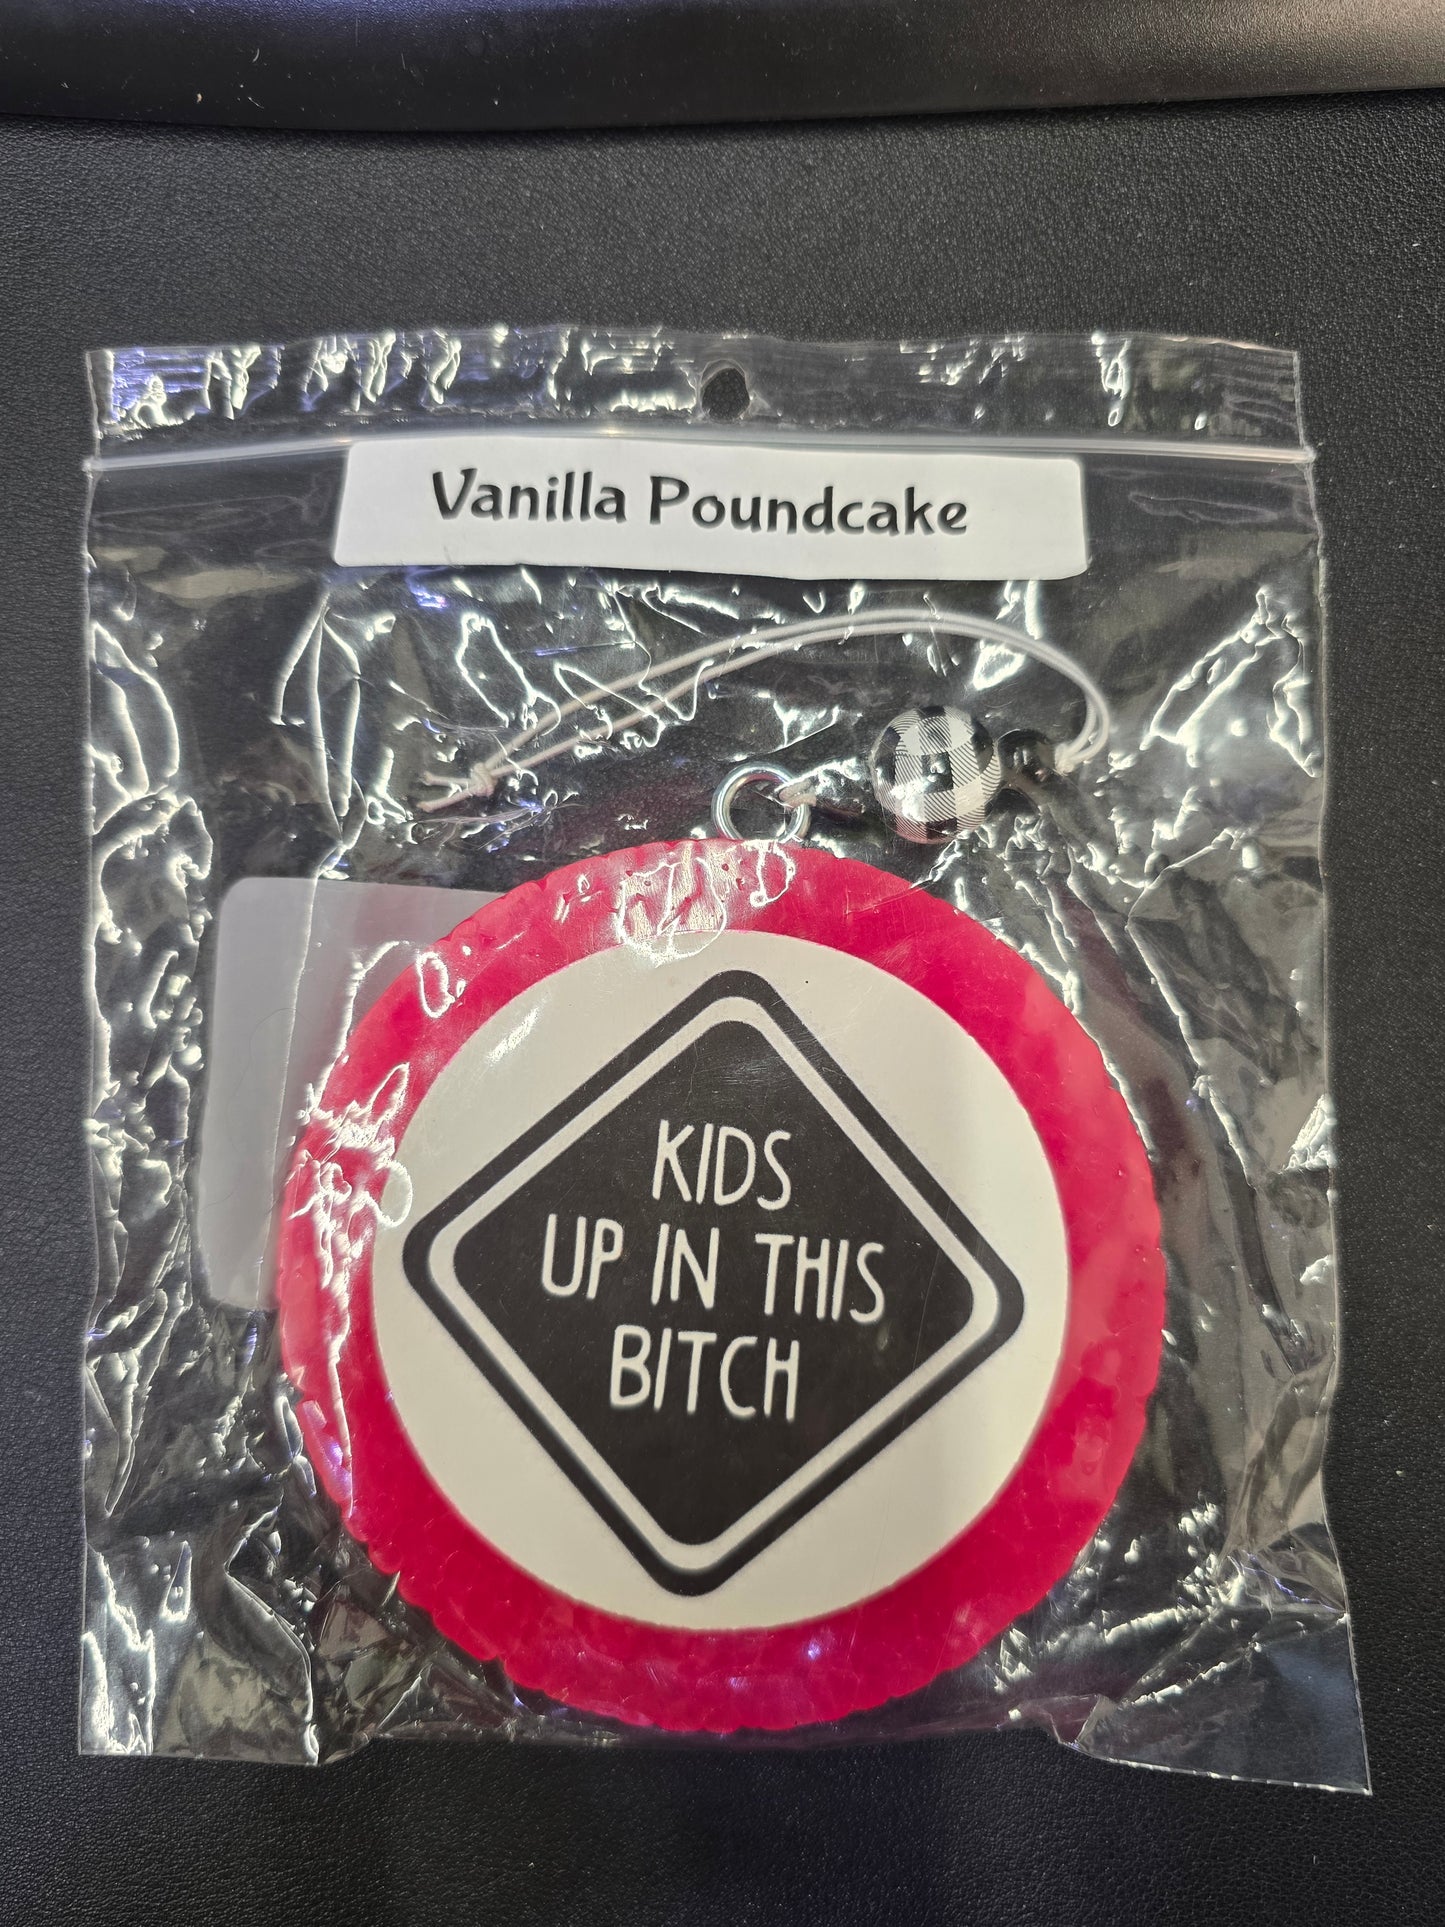 Vanilla Poundcake
KIDS
UP IN THIS
BITCH